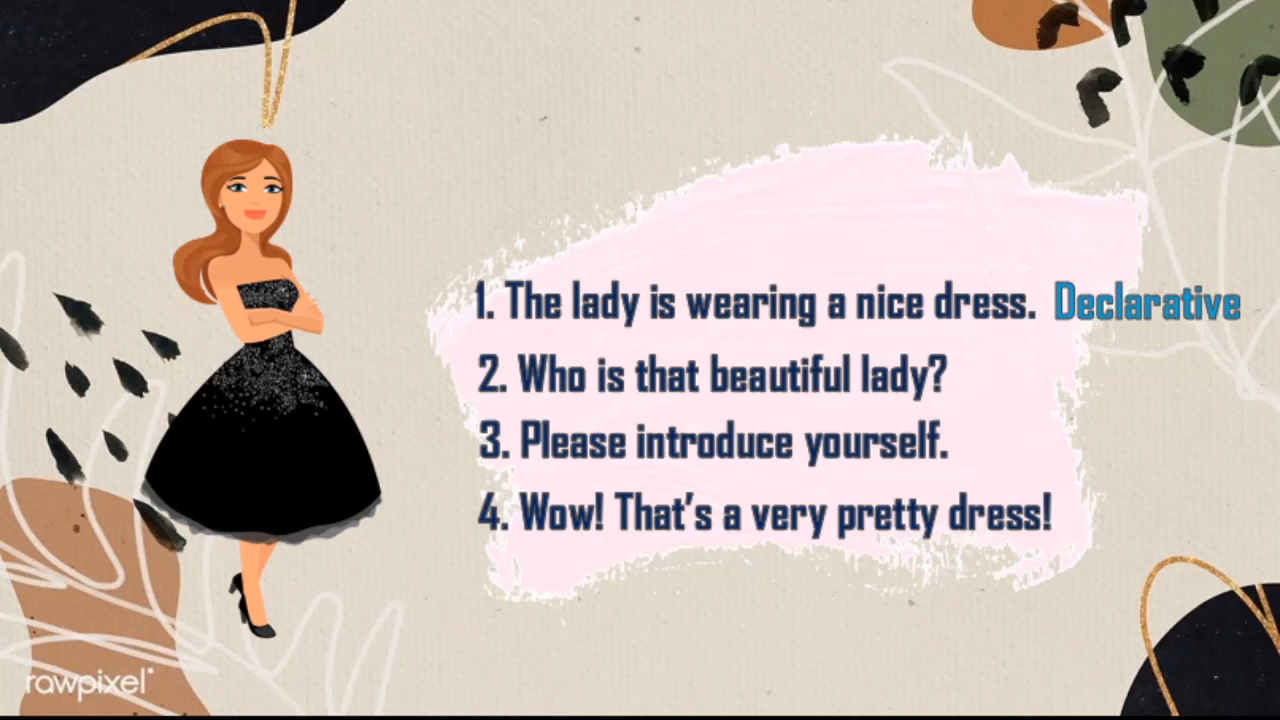 1. The lady is wearing a nice dress. Declarative
2. Who is that beautiful lady?
3. Please introduce yourself.
4. Wow! That's a very pretty dress!
rawpixel